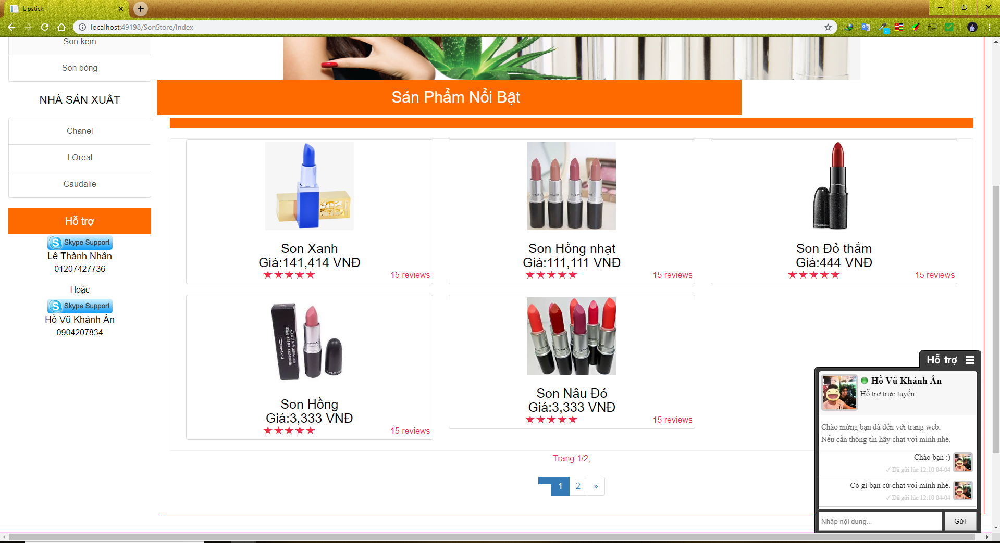 Lipstick
localhost:49198/SonStore/Index
Son kem
Son bóng
NHÀ SẢN XUẤT
Chanel
LOreal
Caudalie
Hỗ trợ
Skype Support
Lê Thành Nhân
01207427736
Hoặc
Skype Support
Hồ Vũ Khánh Ân
0904207834
Sản Phẩm Nổi Bật
Son Xanh
Giá:141,414 VNĐ
★★★★★ 15 reviews
Son Hồng nhạt
Giá:111,111 VNĐ
★★★★★ 15 reviews
Son Đỏ thắm
Giá:444 VNĐ
★★★★★ 15 reviews
MAC
Son Hồng
Giá:3,333 VNĐ
★★★★★ 15 reviews
Son Nâu Đỏ
Giá:3,333 VNĐ
★★★★★ 15 reviews
Trang 1/2;
1 2 »
Hỗ trợ
Hồ Vũ Khánh Ân
Hỗ trợ trực tuyến
Chào mừng bạn đã đến với trang web.
Nếu cần thông tin hãy chat với mình nhé.
Chào bạn :)
✓ Đã gửi lúc 12:10 04-04
Có gì bạn cứ chat với mình nhé.
✓ Đã gửi lúc 12:10 04-04
Nhập nội dung...
Gửi